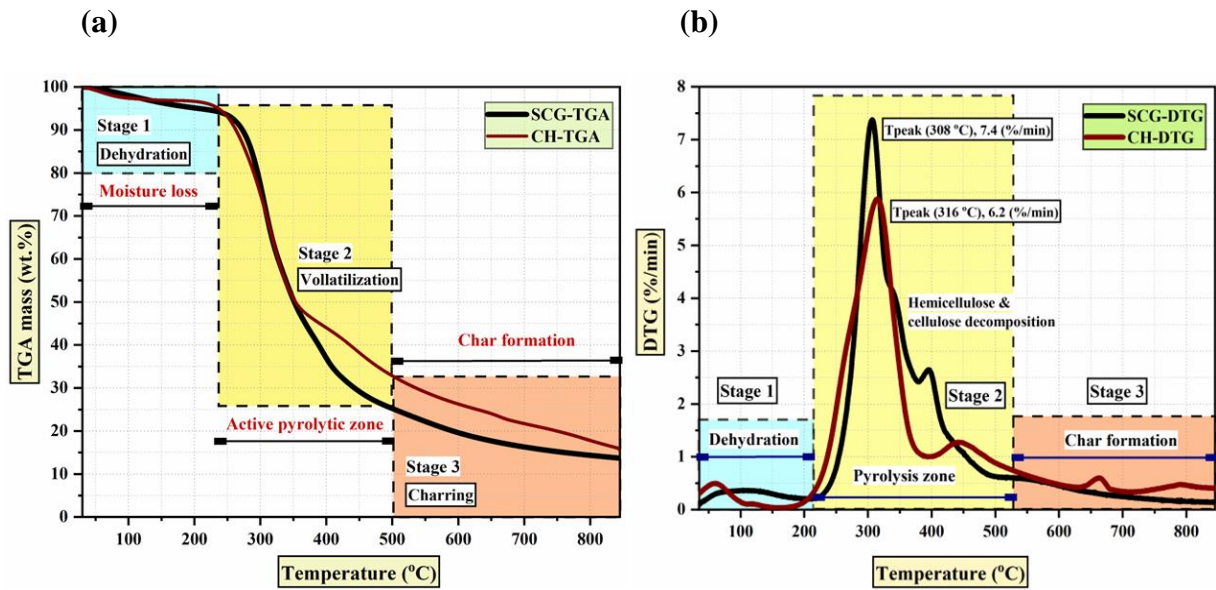 (a)
100
90
80
70
60
50
40
30
20
10
0
TGA mass (wt.%)
SCG-TGA
CH-TGA
Stage 1
Dehydration
Moisture loss
Stage 2
Vollatilization
Char formation
Active pyrolytic zone
Stage 3
Charring
100 200 300 400 500 600 700 800
Temperature (°C)
(b)
8
7
6
5
4
3
2
1
0
DTG (%/min)
SCG-DTG
CH-DTG
Tpeak (308 °C), 7.4 (%/min)
Tpeak (316 °C), 6.2 (%/min)
Hemicellulose &
cellulose decomposition
Stage 1
Stage 2
Stage 3
Dehydration
Char formation
Pyrolysis zone
100 200 300 400 500 600 700 800
Temperature (°C)